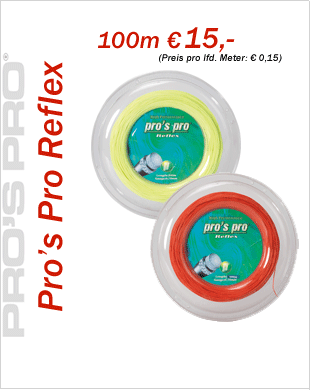 100m € 15,-
(Preis pro lfd. Meter: € 0,15)
PRO'S PRO®
Pro's Pro Reflex
pro's pro
Reflex
pro's pro
Reflex